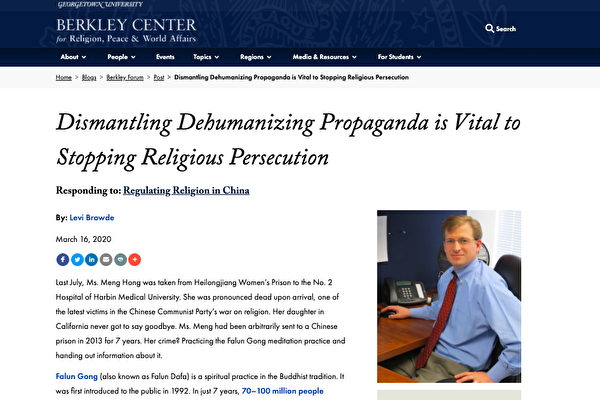 GEORGETOWN UNIVERSITY
BERKLEY CENTER
for Religion, Peace & World Affairs
Search
About People Events Topics Regions Media & Resources For Students
Home > Blogs > Berkley Forum > Post > Dismantling Dehumanizing Propaganda is Vital to Stopping Religious Persecution
Dismantling Dehumanizing Propaganda is Vital to
Stopping Religious Persecution
Responding to: Regulating Religion in China
By: Levi Browde
March 16, 2020
Last July, Ms. Meng Hong was taken from Heilongjiang Women's Prison to the No. 2
Hospital of Harbin Medical University. She was pronounced dead upon arrival, one of
the latest victims in the Chinese Communist Party's war on religion. Her daughter in
California never got to say goodbye. Ms. Meng had been arbitrarily sent to a Chinese
prison in 2013 for 7 years. Her crime? Practicing the Falun Gong meditation practice and
handing out information about it.
Falun Gong (also known as Falun Dafa) is a spiritual practice in the Buddhist tradition. It
was first introduced to the public in 1992. In just 7 years, 70–100 million people